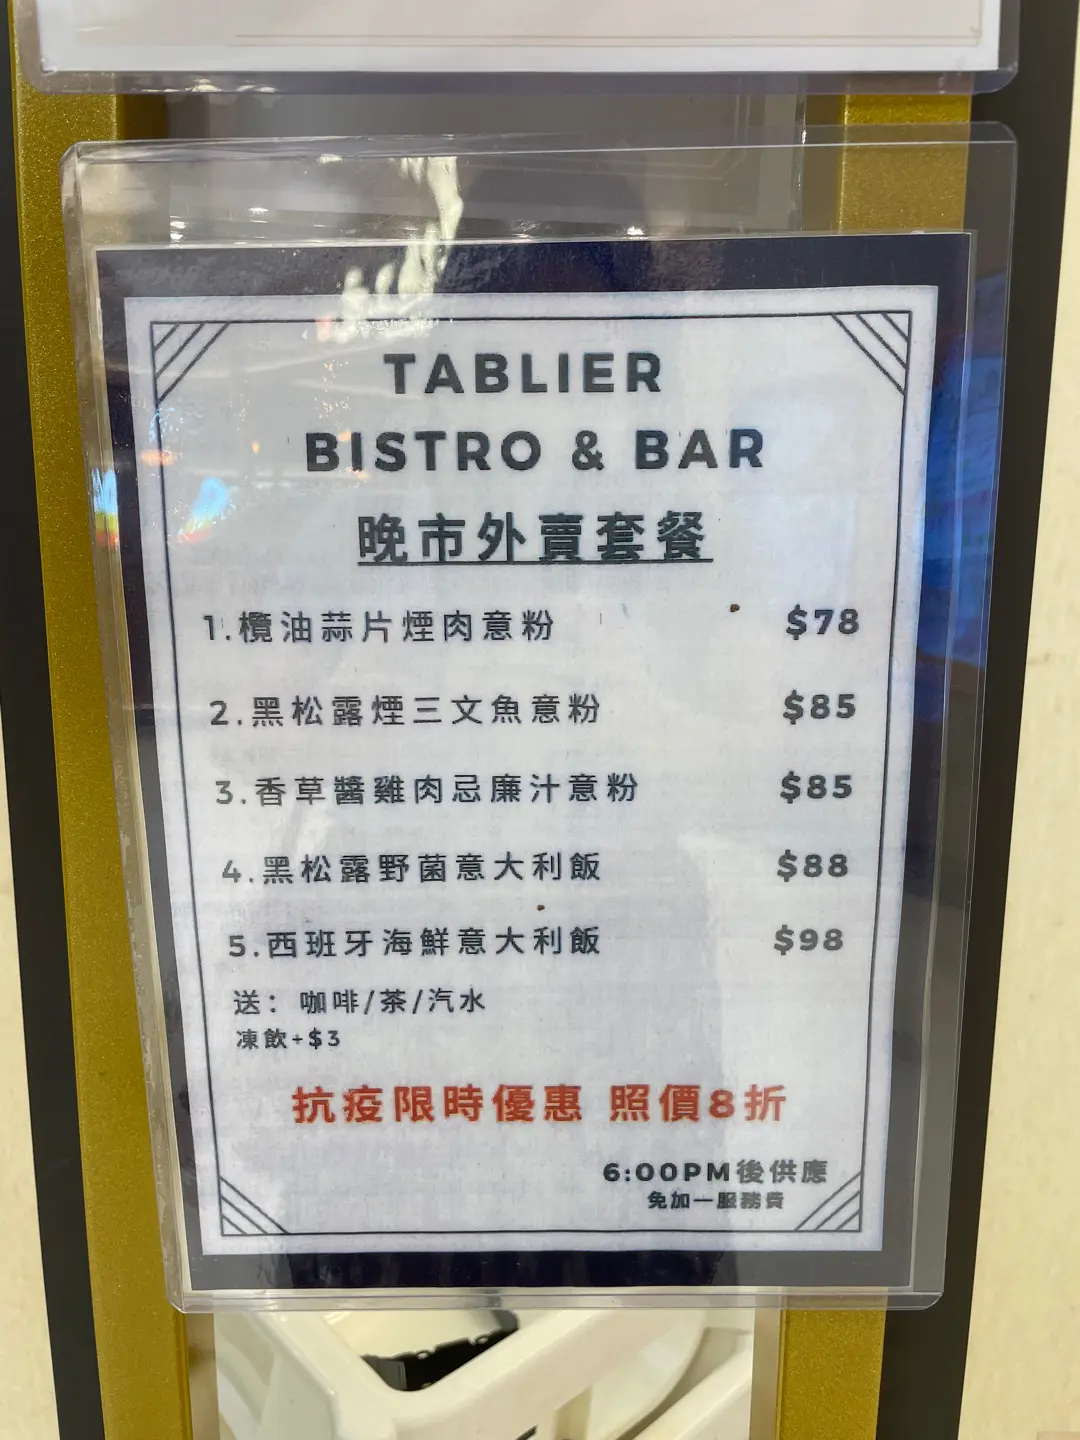 TABLIER
BISTRO & BAR
晚市外賣套餐
1.欖油蒜片煙肉意粉 $78
2.黑松露煙三文魚意粉 $85
3.香草醬雞肉忌廉汁意粉 $85
4.黑松露野菌意大利飯 $88
5.西班牙海鮮意大利飯 $98
送：咖啡/茶/汽水
凍飲+$3
抗疫限時優惠 照價8折
6:00PM後供應
免加一服務費